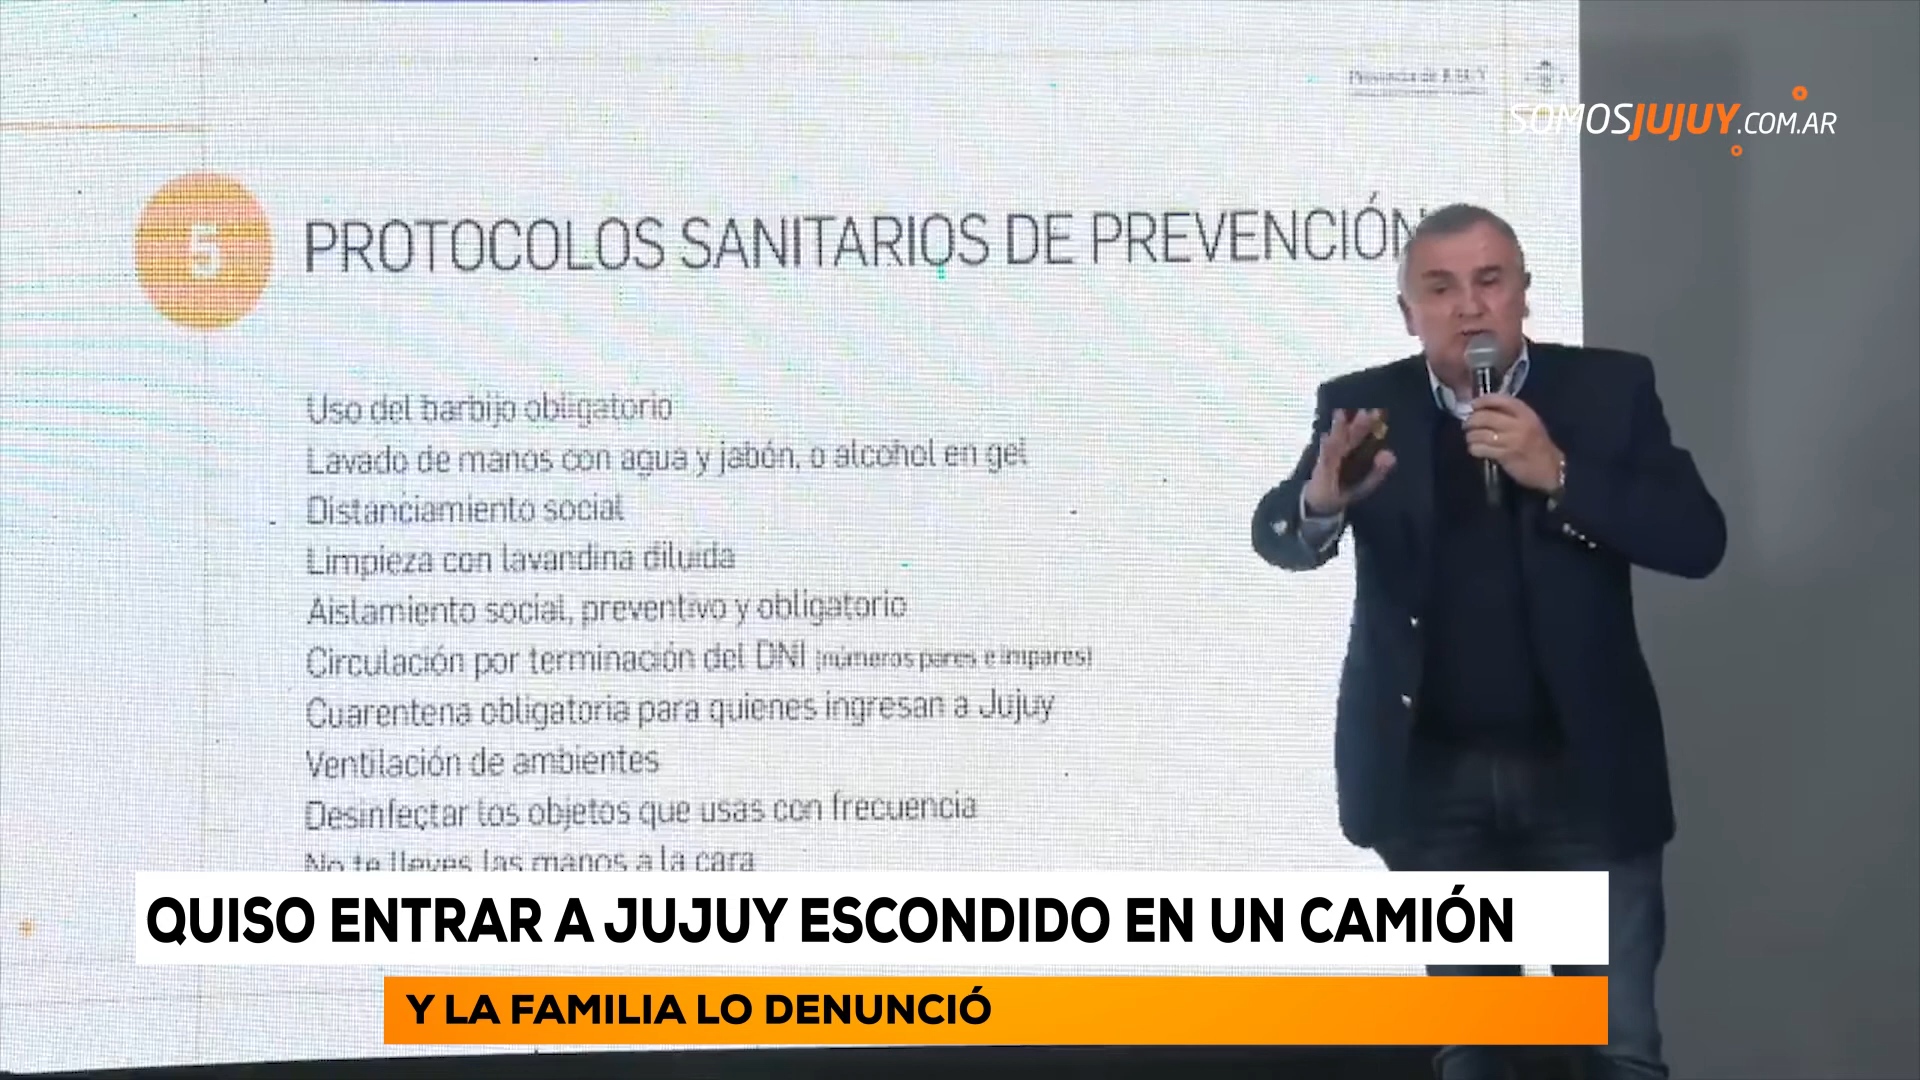 Provincia de JUJUY
SOMOSJUJUY.COM.AR
5
PROTOCOLOS SANITARIOS DE PREVENCIÓN
Uso del barbijo obligatorio
Lavado de manos con agua y jabón, o alcohol en gel
Distanciamiento social
Limpieza con lavandina diluida
Aislamiento social, preventivo y obligatorio
Circulación por terminación del DNI (números pares e impares)
Cuarentena obligatoria para quienes ingresan a Jujuy
Ventilación de ambientes
Desinfectar los objetos que usas con frecuencia
No te lleves las manos a la cara
QUISO ENTRAR A JUJUY ESCONDIDO EN UN CAMIÓN
Y LA FAMILIA LO DENUNCIÓ